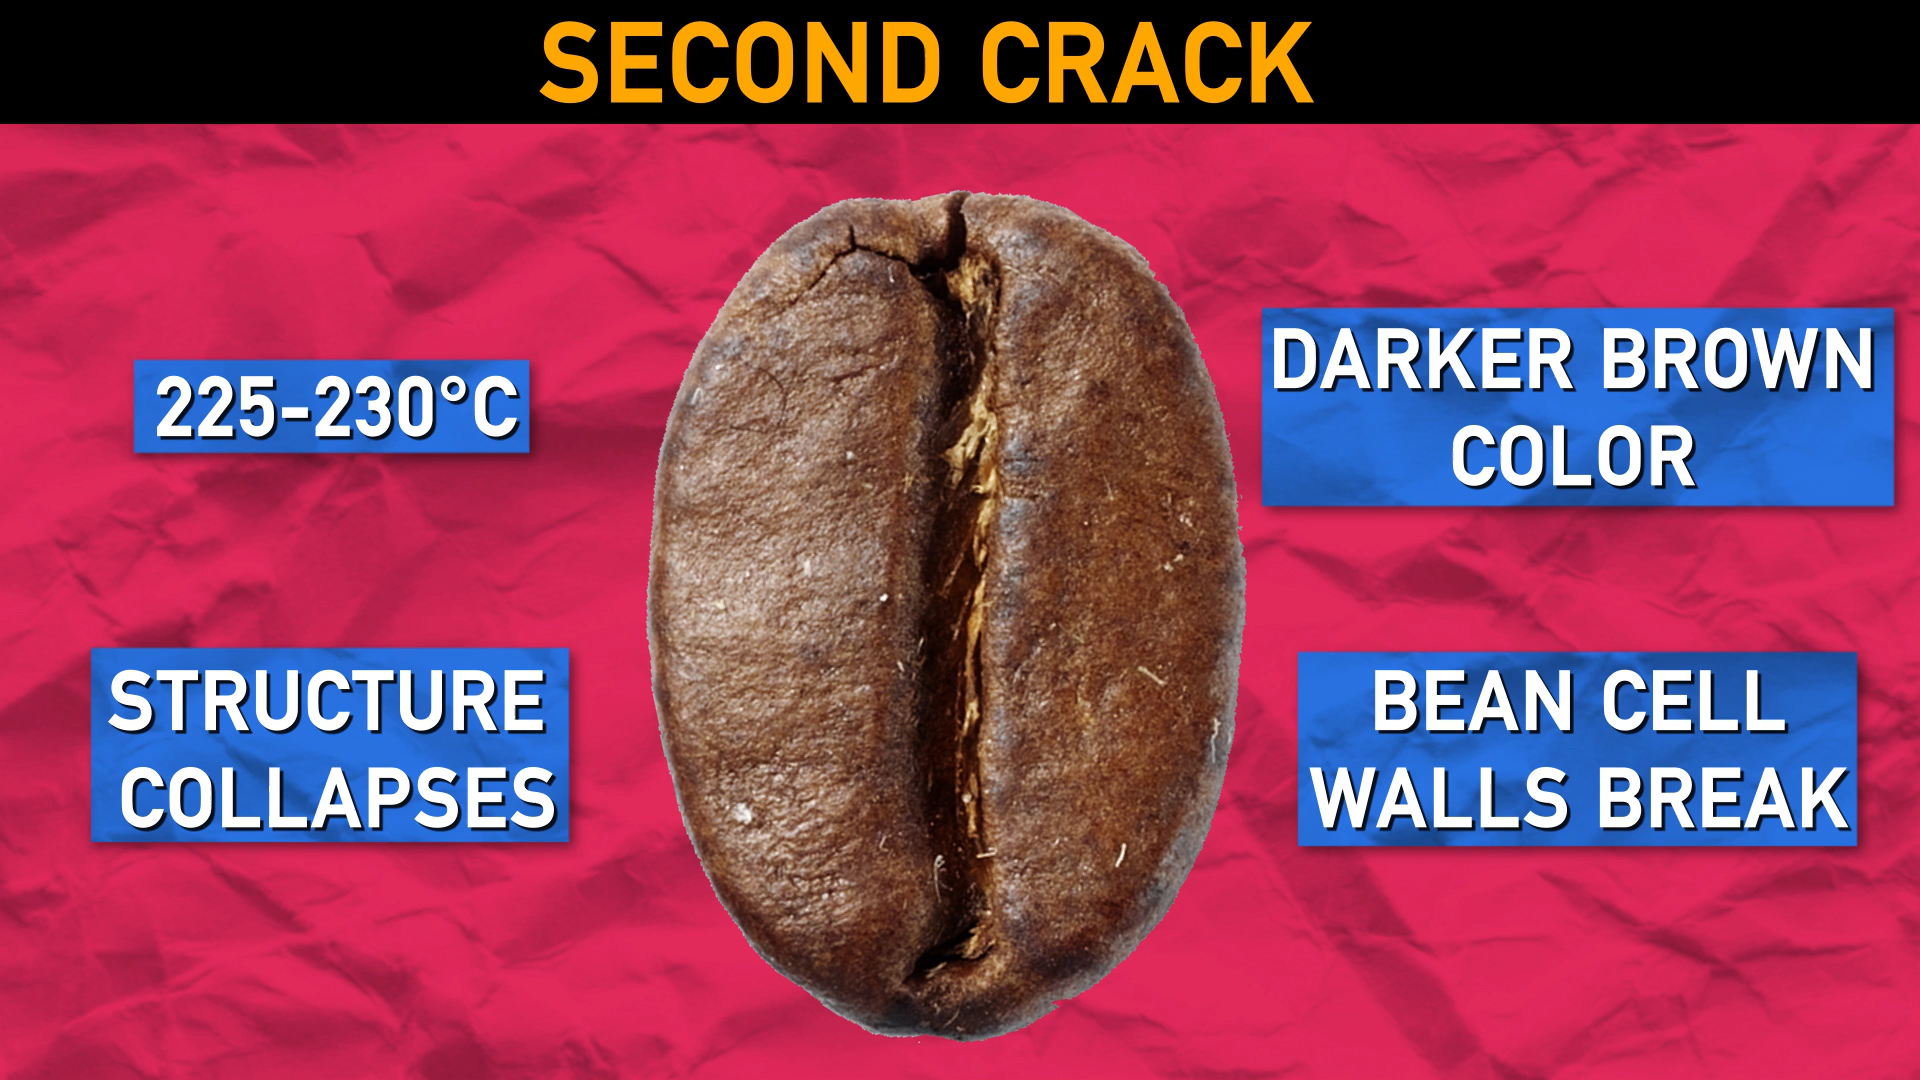 SECOND CRACK
225-230°C
STRUCTURE
COLLAPSES
DARKER BROWN
COLOR
BEAN CELL
WALLS BREAK